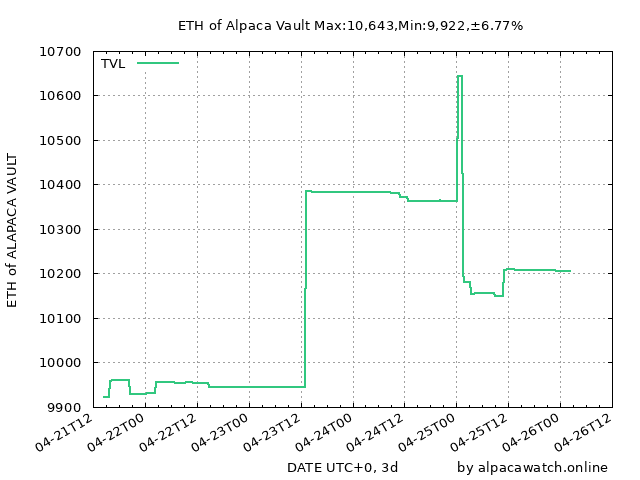 ETH of Alpaca Vault Max:10,643,Min:9,922,±6.77%
TVL
10700
10600
10500
10400
10300
10200
10100
10000
9900
ETH of ALAPACA VAULT
04-21T12
04-22T00
04-22T12
04-23T00
04-23T12
04-24T00
04-24T12
04-25T00
04-25T12
04-26T00
04-26T12
DATE UTC+0, 3d
by alpacawatch.online